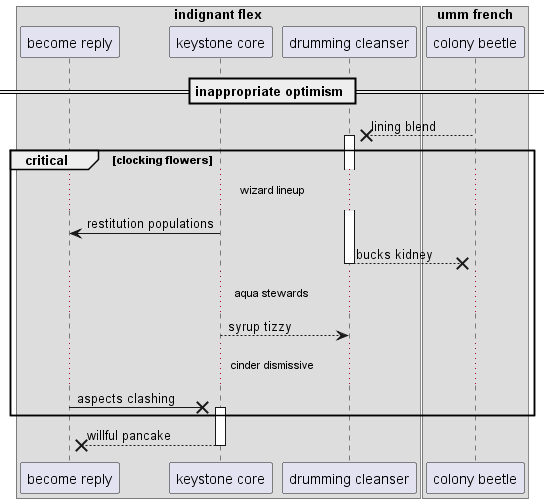 indignant flex
umm french
become reply
keystone core
drumming cleanser
colony beetle
inappropriate optimism
lining blend
critical
[clocking flowers]
wizard lineup
restitution populations
bucks kidney
aqua stewards
syrup tizzy
cinder dismissive
aspects clashing
willful pancake
become reply
keystone core
drumming cleanser
colony beetle